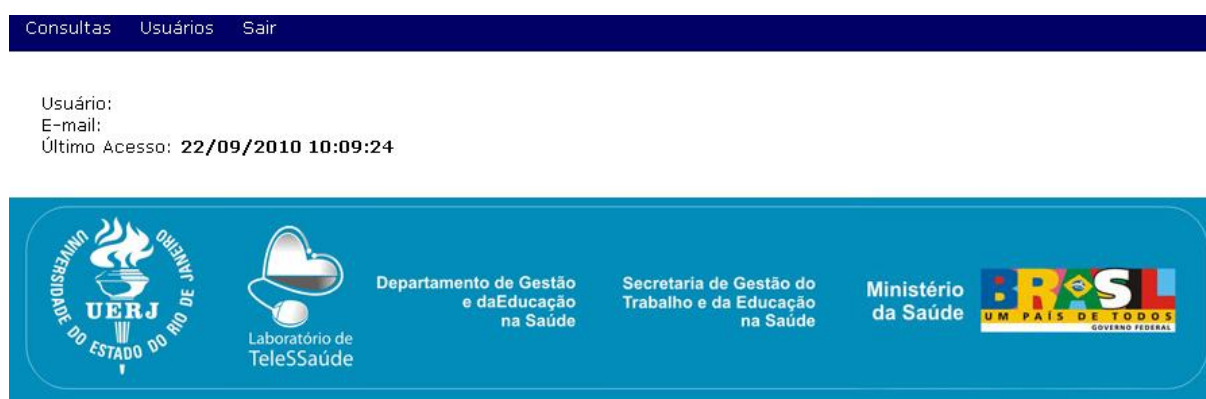 Consultas Usuários Sair
Usuário:
E-mail:
Último Acesso: 22/09/2010 10:09:24
UNIVERSIDADE DO ESTADO DO RIO DE JANEIRO
UERJ
Laboratório de
TeleSSaúde
Departamento de Gestão
e daEducação
na Saúde
Secretaria de Gestão do
Trabalho e da Educação
na Saúde
Ministério
da Saúde
BRASIL
UM PAÍS DE TODOS
GOVERNO FEDERAL